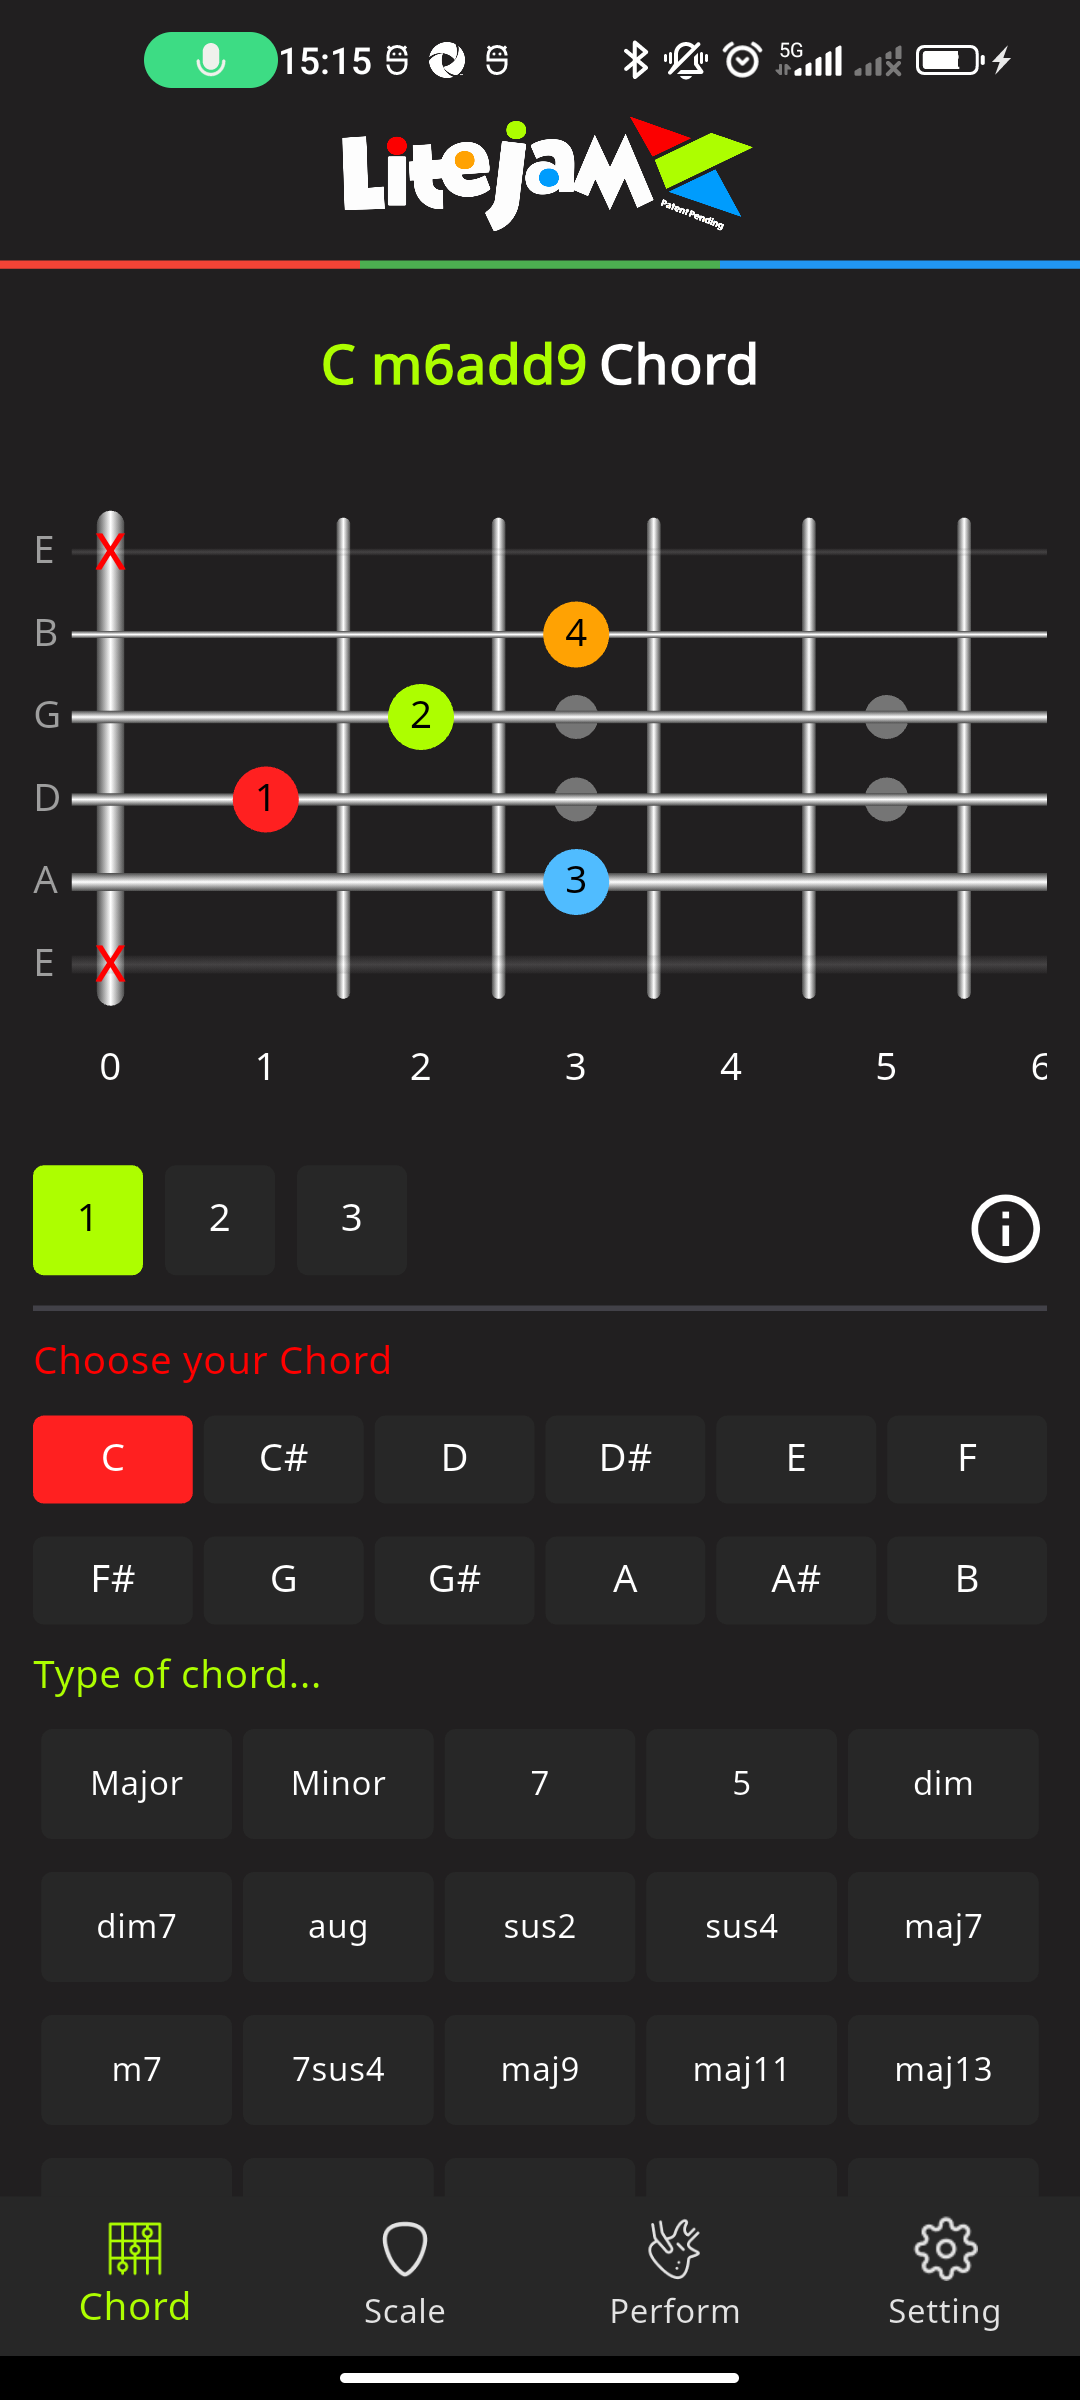 15:15 5G
LiteJam
Patent Pending
C m6add9 Chord
E X
B 4
G 2
D 1
A 3
E X
0 1 2 3 4 5 6
1 2 3
Choose your Chord
C C# D D# E F
F# G G# A A# B
Type of chord...
Major Minor 7 5 dim
dim7 aug sus2 sus4 maj7
m7 7sus4 maj9 maj11 maj13
Chord Scale Perform Setting